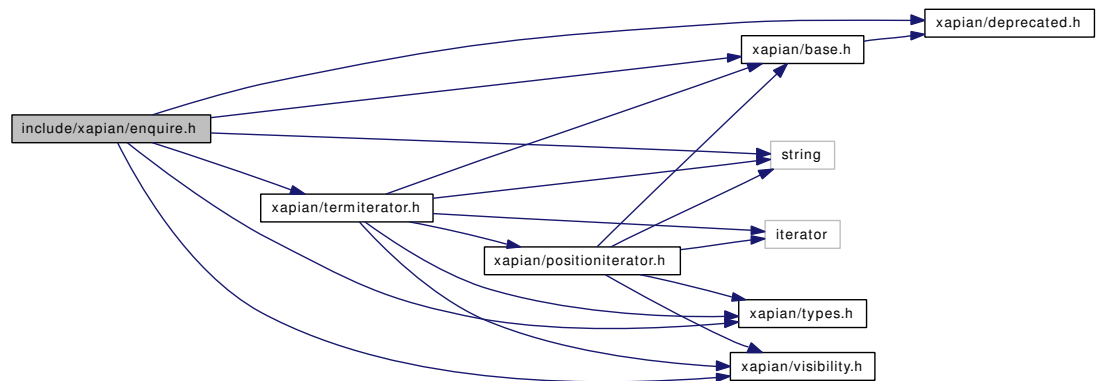 include/xapian/enquire.h
xapian/deprecated.h
xapian/base.h
string
xapian/termiterator.h
iterator
xapian/positioniterator.h
xapian/types.h
xapian/visibility.h